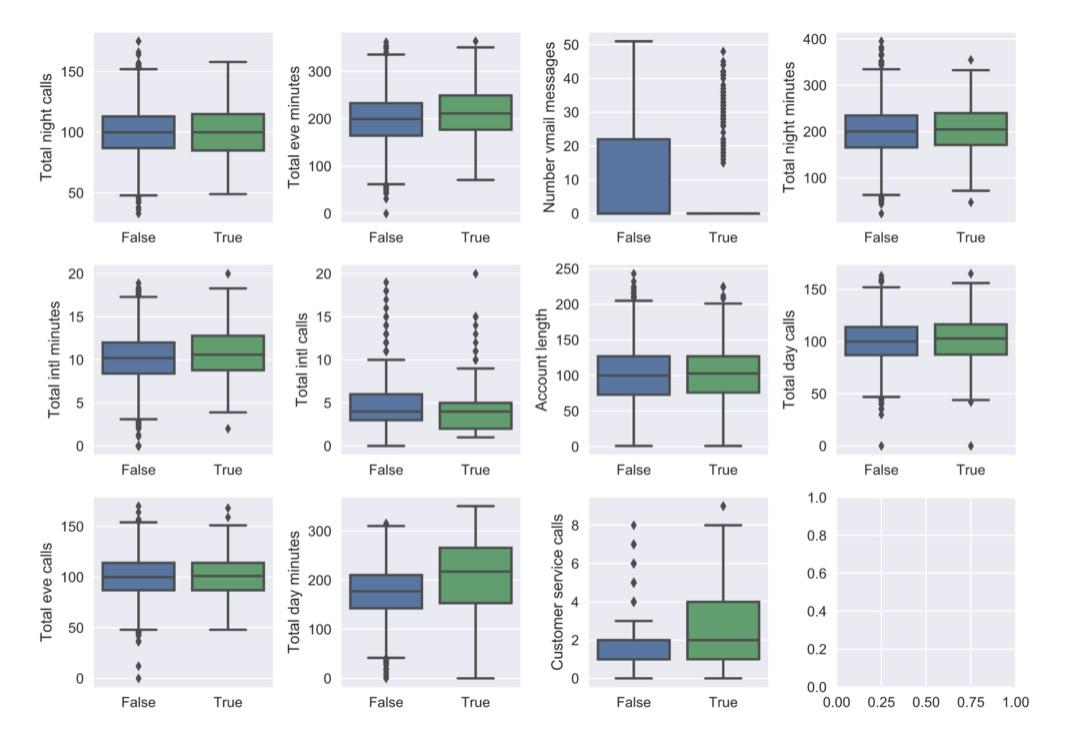 Total night calls
150
100
50
False True
Total eve minutes
300
200
100
0
False True
Number vmail messages
50
40
30
20
10
0
False True
Total night minutes
400
300
200
100
False True
Total intl minutes
20
15
10
5
0
False True
Total intl calls
20
15
10
5
0
False True
Account length
250
200
150
100
50
0
False True
Total day calls
150
100
50
0
False True
Total eve calls
150
100
50
0
False True
Total day minutes
300
200
100
0
False True
Customer service calls
8
6
4
2
0
False True
1.0
0.8
0.6
0.4
0.2
0.0
0.00 0.25 0.50 0.75 1.00